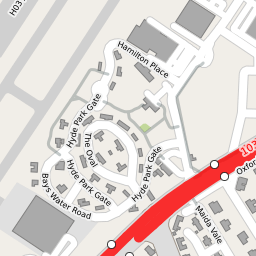 H03
Hamilton Place
Hyde Park Gate
The Oval
Hyde Park Gate
Hyde Park Gate
Bays Water Road
103
Oxfo
Maida Vale